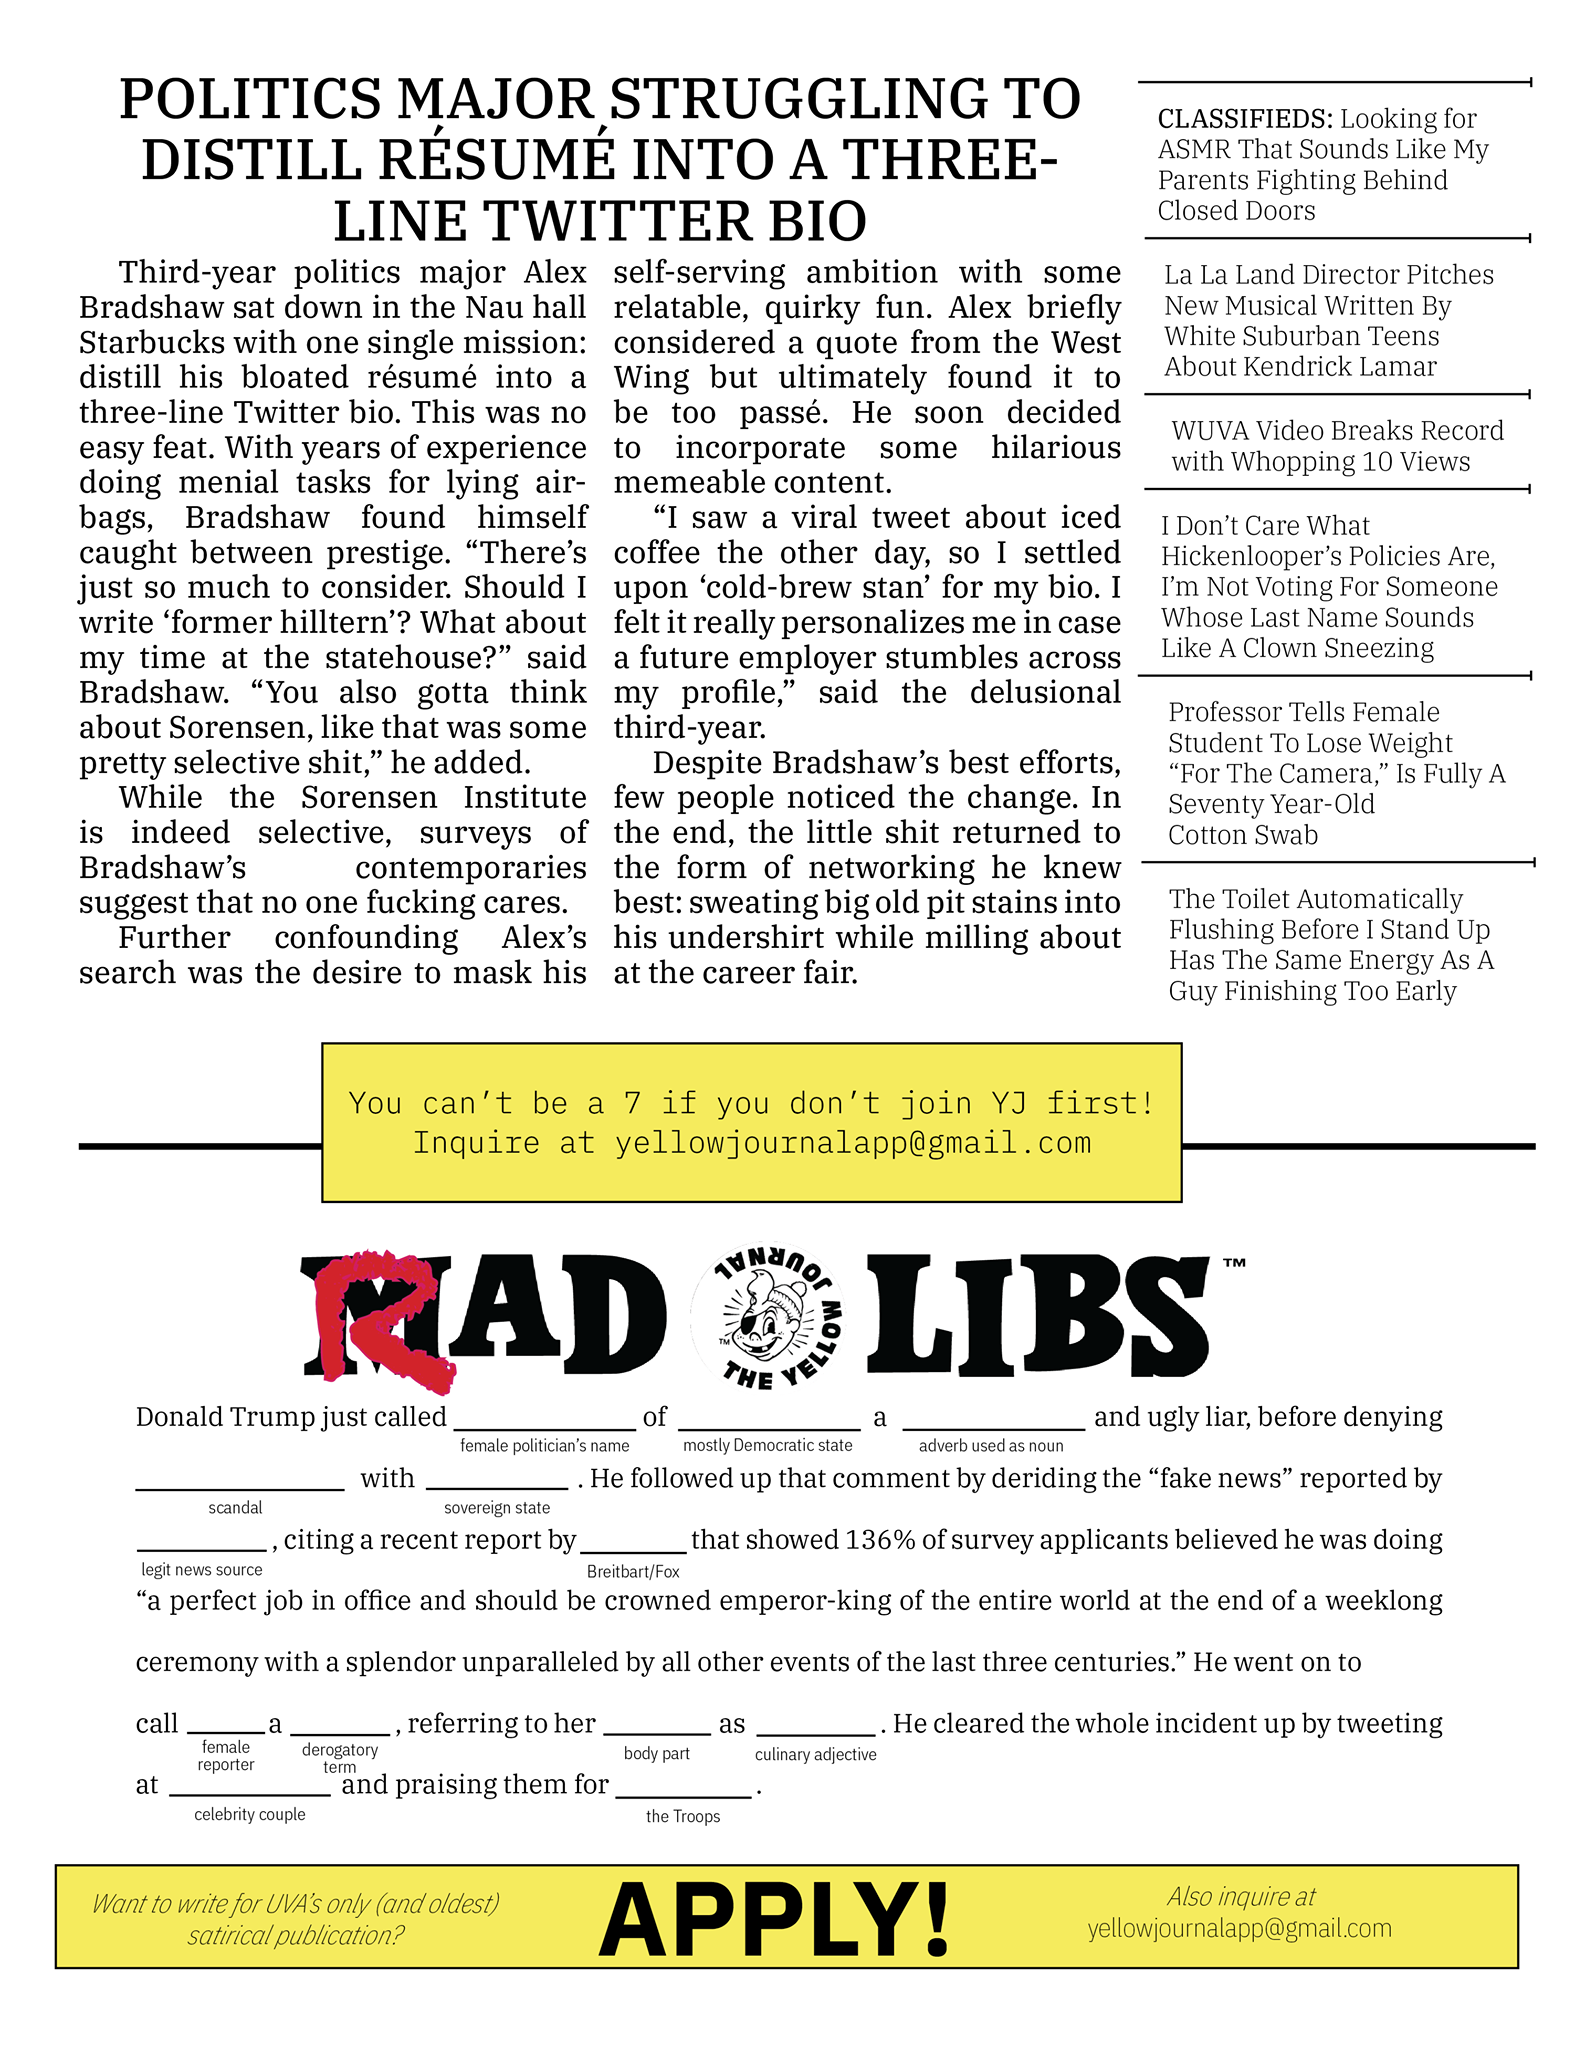 POLITICS MAJOR STRUGGLING TO
DISTILL RÉSUMÉ INTO A THREE-
LINE TWITTER BIO
Third-year politics major Alex
Bradshaw sat down in the Nau hall
Starbucks with one single mission:
distill his bloated résumé into a
three-line Twitter bio. This was no
easy feat. With years of experience
doing menial tasks for lying air-
bags, Bradshaw found himself
caught between prestige. “There’s
just so much to consider. Should I
write ‘former hilltern’? What about
my time at the statehouse?” said
Bradshaw. “You also gotta think
about Sorensen, like that was some
pretty selective shit,” he added.
While the Sorensen Institute
is indeed selective, surveys of
Bradshaw’s contemporaries
suggest that no one fucking cares.
Further confounding Alex’s
search was the desire to mask his
self-serving ambition with some
relatable, quirky fun. Alex briefly
considered a quote from the West
Wing but ultimately found it to
be too passé. He soon decided
to incorporate some hilarious
memeable content.
“I saw a viral tweet about iced
coffee the other day, so I settled
upon ‘cold-brew stan’ for my bio. I
felt it really personalizes me in case
a future employer stumbles across
my profile,” said the delusional
third-year.
Despite Bradshaw’s best efforts,
few people noticed the change. In
the end, the little shit returned to
the form of networking he knew
best: sweating big old pit stains into
his undershirt while milling about
at the career fair.
CLASSIFIEDS: Looking for
ASMR That Sounds Like My
Parents Fighting Behind
Closed Doors
La La Land Director Pitches
New Musical Written By
White Suburban Teens
About Kendrick Lamar
WUVA Video Breaks Record
with Whopping 10 Views
I Don’t Care What
Hickenlooper’s Policies Are,
I’m Not Voting For Someone
Whose Last Name Sounds
Like A Clown Sneezing
Professor Tells Female
Student To Lose Weight
“For The Camera,” Is Fully A
Seventy Year-Old
Cotton Swab
The Toilet Automatically
Flushing Before I Stand Up
Has The Same Energy As A
Guy Finishing Too Early
You can’t be a 7 if you don’t join YJ first!
Inquire at yellowjournalapp@gmail.com
RAD LIBS™
THE YELLOW JOURNAL ™
Donald Trump just called ____ of ____ a ____ and ugly liar, before denying
female politician’s name mostly Democratic state adverb used as noun
____ with ____ . He followed up that comment by deriding the “fake news” reported by
scandal sovereign state
____ , citing a recent report by ____ that showed 136% of survey applicants believed he was doing
legit news source Breitbart/Fox
“a perfect job in office and should be crowned emperor-king of the entire world at the end of a weeklong
ceremony with a splendor unparalleled by all other events of the last three centuries.” He went on to
call ____ a ____ , referring to her ____ as ____ . He cleared the whole incident up by tweeting
female reporter derogatory term body part culinary adjective
at ____ and praising them for ____ .
celebrity couple the Troops
Want to write for UVA’s only (and oldest)
satirical publication?
APPLY!
Also inquire at
yellowjournalapp@gmail.com